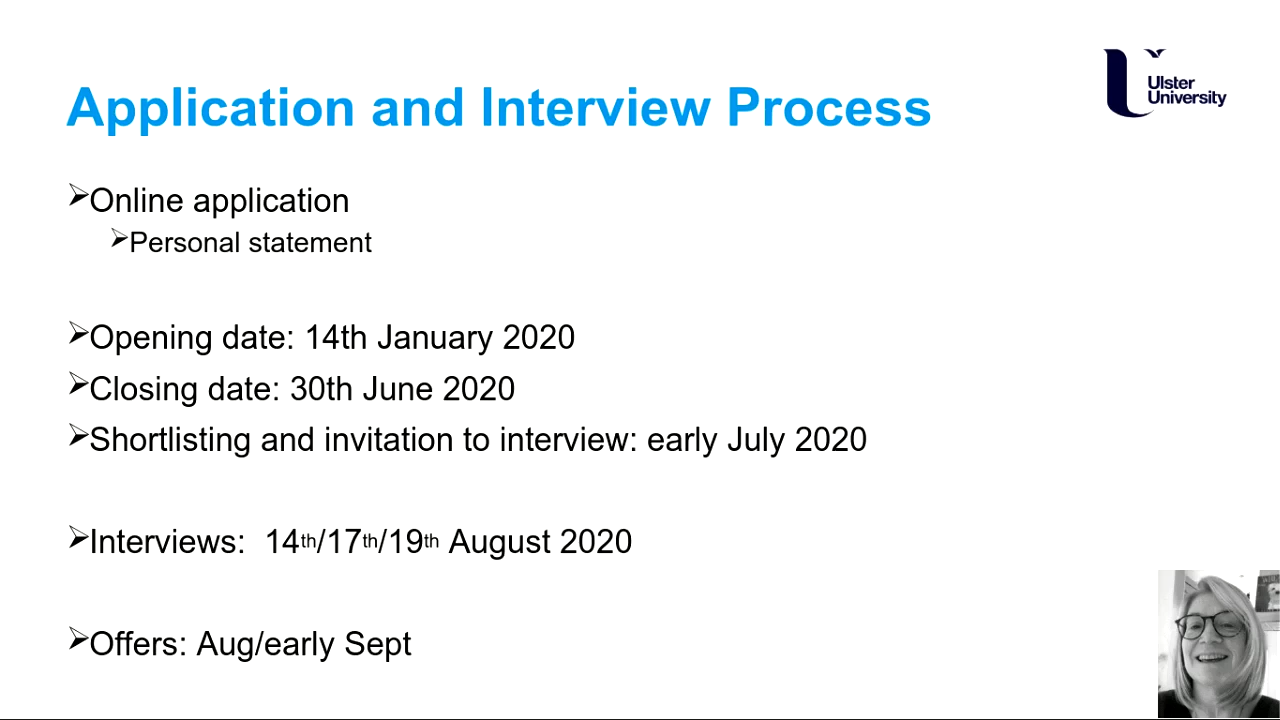 Ulster
University
Application and Interview Process
Online application
Personal statement
Opening date: 14th January 2020
Closing date: 30th June 2020
Shortlisting and invitation to interview: early July 2020
Interviews:  14th/17th/19th August 2020
Offers: Aug/early Sept